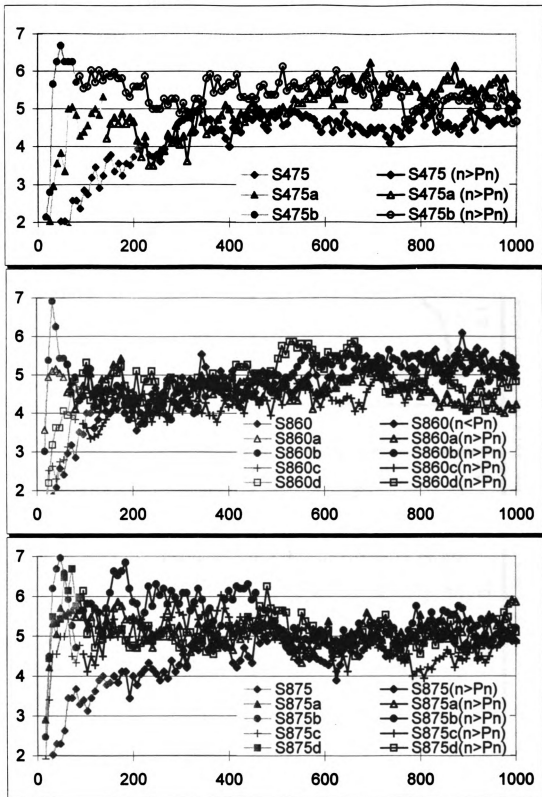 7
6
5
4
3
2
S475 S475 (n>Pn)
S475a S475a (n>Pn)
S475b S475b (n>Pn)
0 200 400 600 800 1000
7
6
5
4
3
2
S860 S860(n<Pn)
S860a S860a(n>Pn)
S860b S860b(n>Pn)
S860c S860c(n>Pn)
S860d S860d(n>Pn)
0 200 400 600 800 1000
7
6
5
4
3
2
S875 S875(n>Pn)
S875a S875a(n>Pn)
S875b S875b(n>Pn)
S875c S875c(n>Pn)
S875d S875d(n>Pn)
0 200 400 600 800 1000